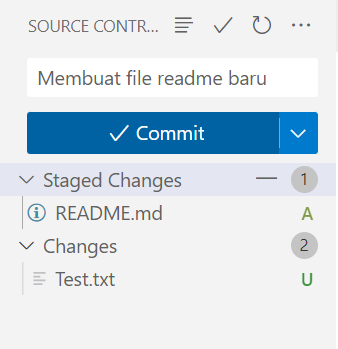 SOURCE CONTR...
Membuat file readme baru
Commit
Staged Changes 1
README.md A
Changes 2
Test.txt U